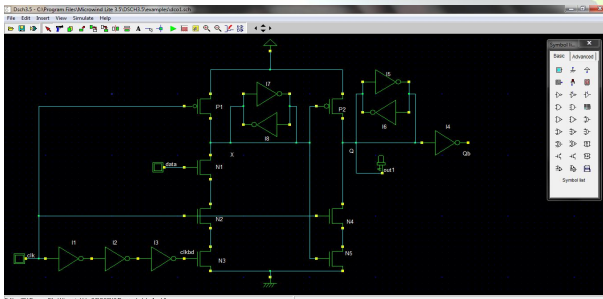 Dsch3.5 - C:\Program Files\Microwind Lite 3.5\DSCH3.5\examples\dco1.sch
File Edit Insert View Simulate Help
Basic Advanced
Symbol list
I7
I5
P1
P2
I8
I6
I4
X
Q
Qb
data
N1
out1
N2
N4
I1
I2
I3
clk
clkbd
N3
N5